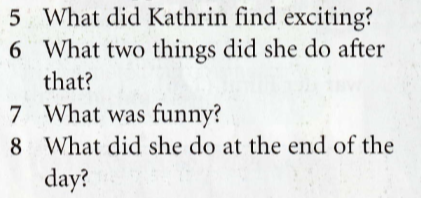 5 What did Kathrin find exciting?
6 What two things did she do after
that?
7 What was funny?
8 What did she do at the end of the
day?